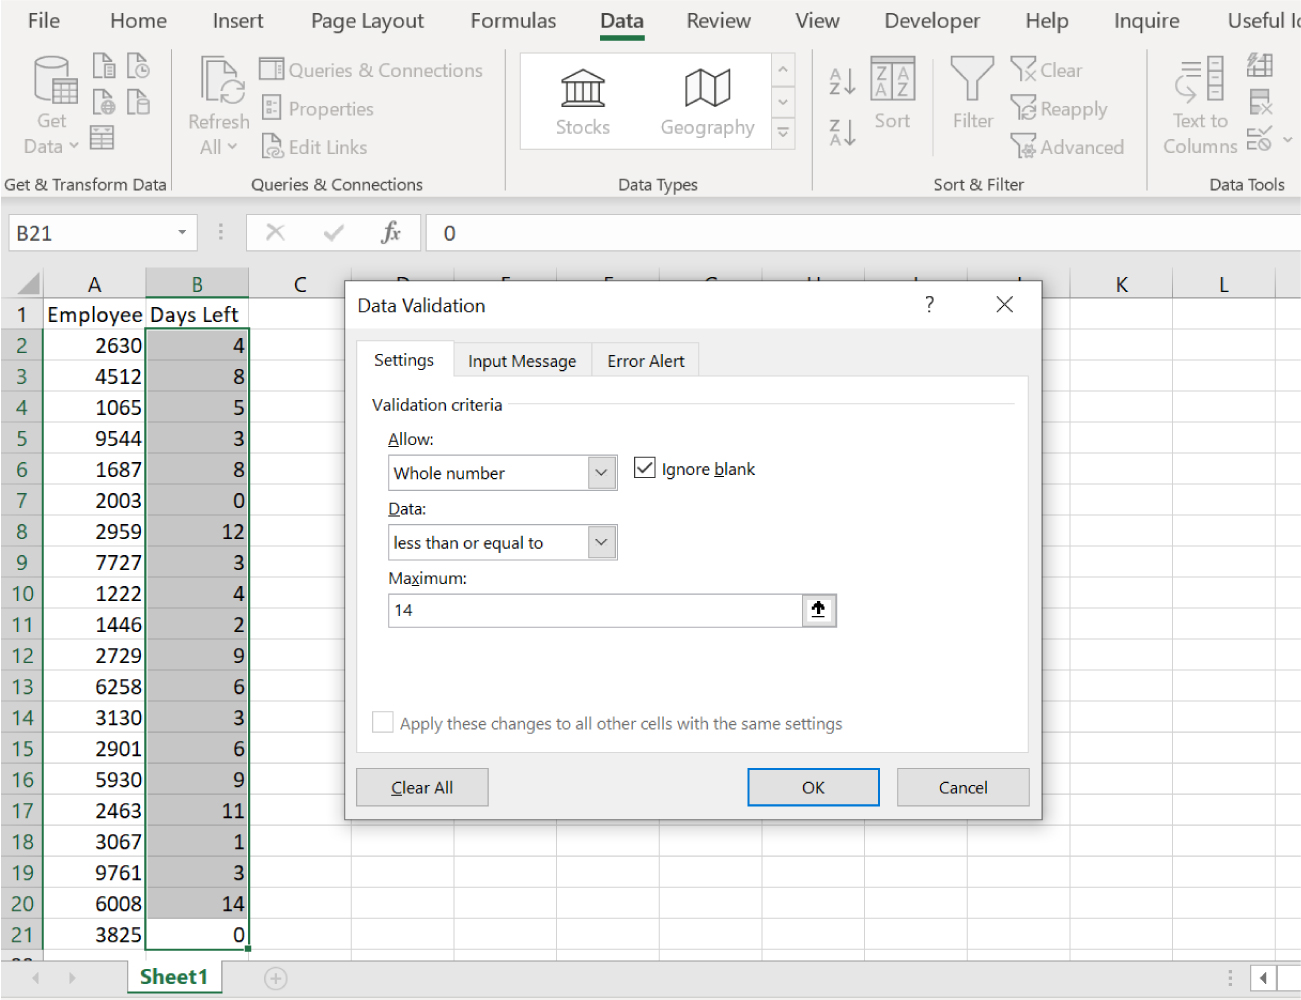 File Home Insert Page Layout Formulas Data Review View Developer Help Inquire Useful
Get Data
Refresh All
Queries & Connections
Properties
Edit Links
Stocks Geography
A Z
Z A
Z A A Z
Sort
Filter
Clear
Reapply
Advanced
Text to Columns
Get & Transform Data Queries & Connections Data Types Sort & Filter Data Tools
B21 fx 0
A B C K L
1 Employee Days Left
2 2630 4
3 4512 8
4 1065 5
5 9544 3
6 1687 8
7 2003 0
8 2959 12
9 7727 3
10 1222 4
11 1446 2
12 2729 9
13 6258 6
14 3130 3
15 2901 6
16 5930 9
17 2463 11
18 3067 1
19 9761 3
20 6008 14
21 3825 0
Data Validation ?
Settings Input Message Error Alert
Validation criteria
Allow:
Whole number Ignore blank
Data:
less than or equal to
Maximum:
14
Apply these changes to all other cells with the same settings
Clear All OK Cancel
Sheet1